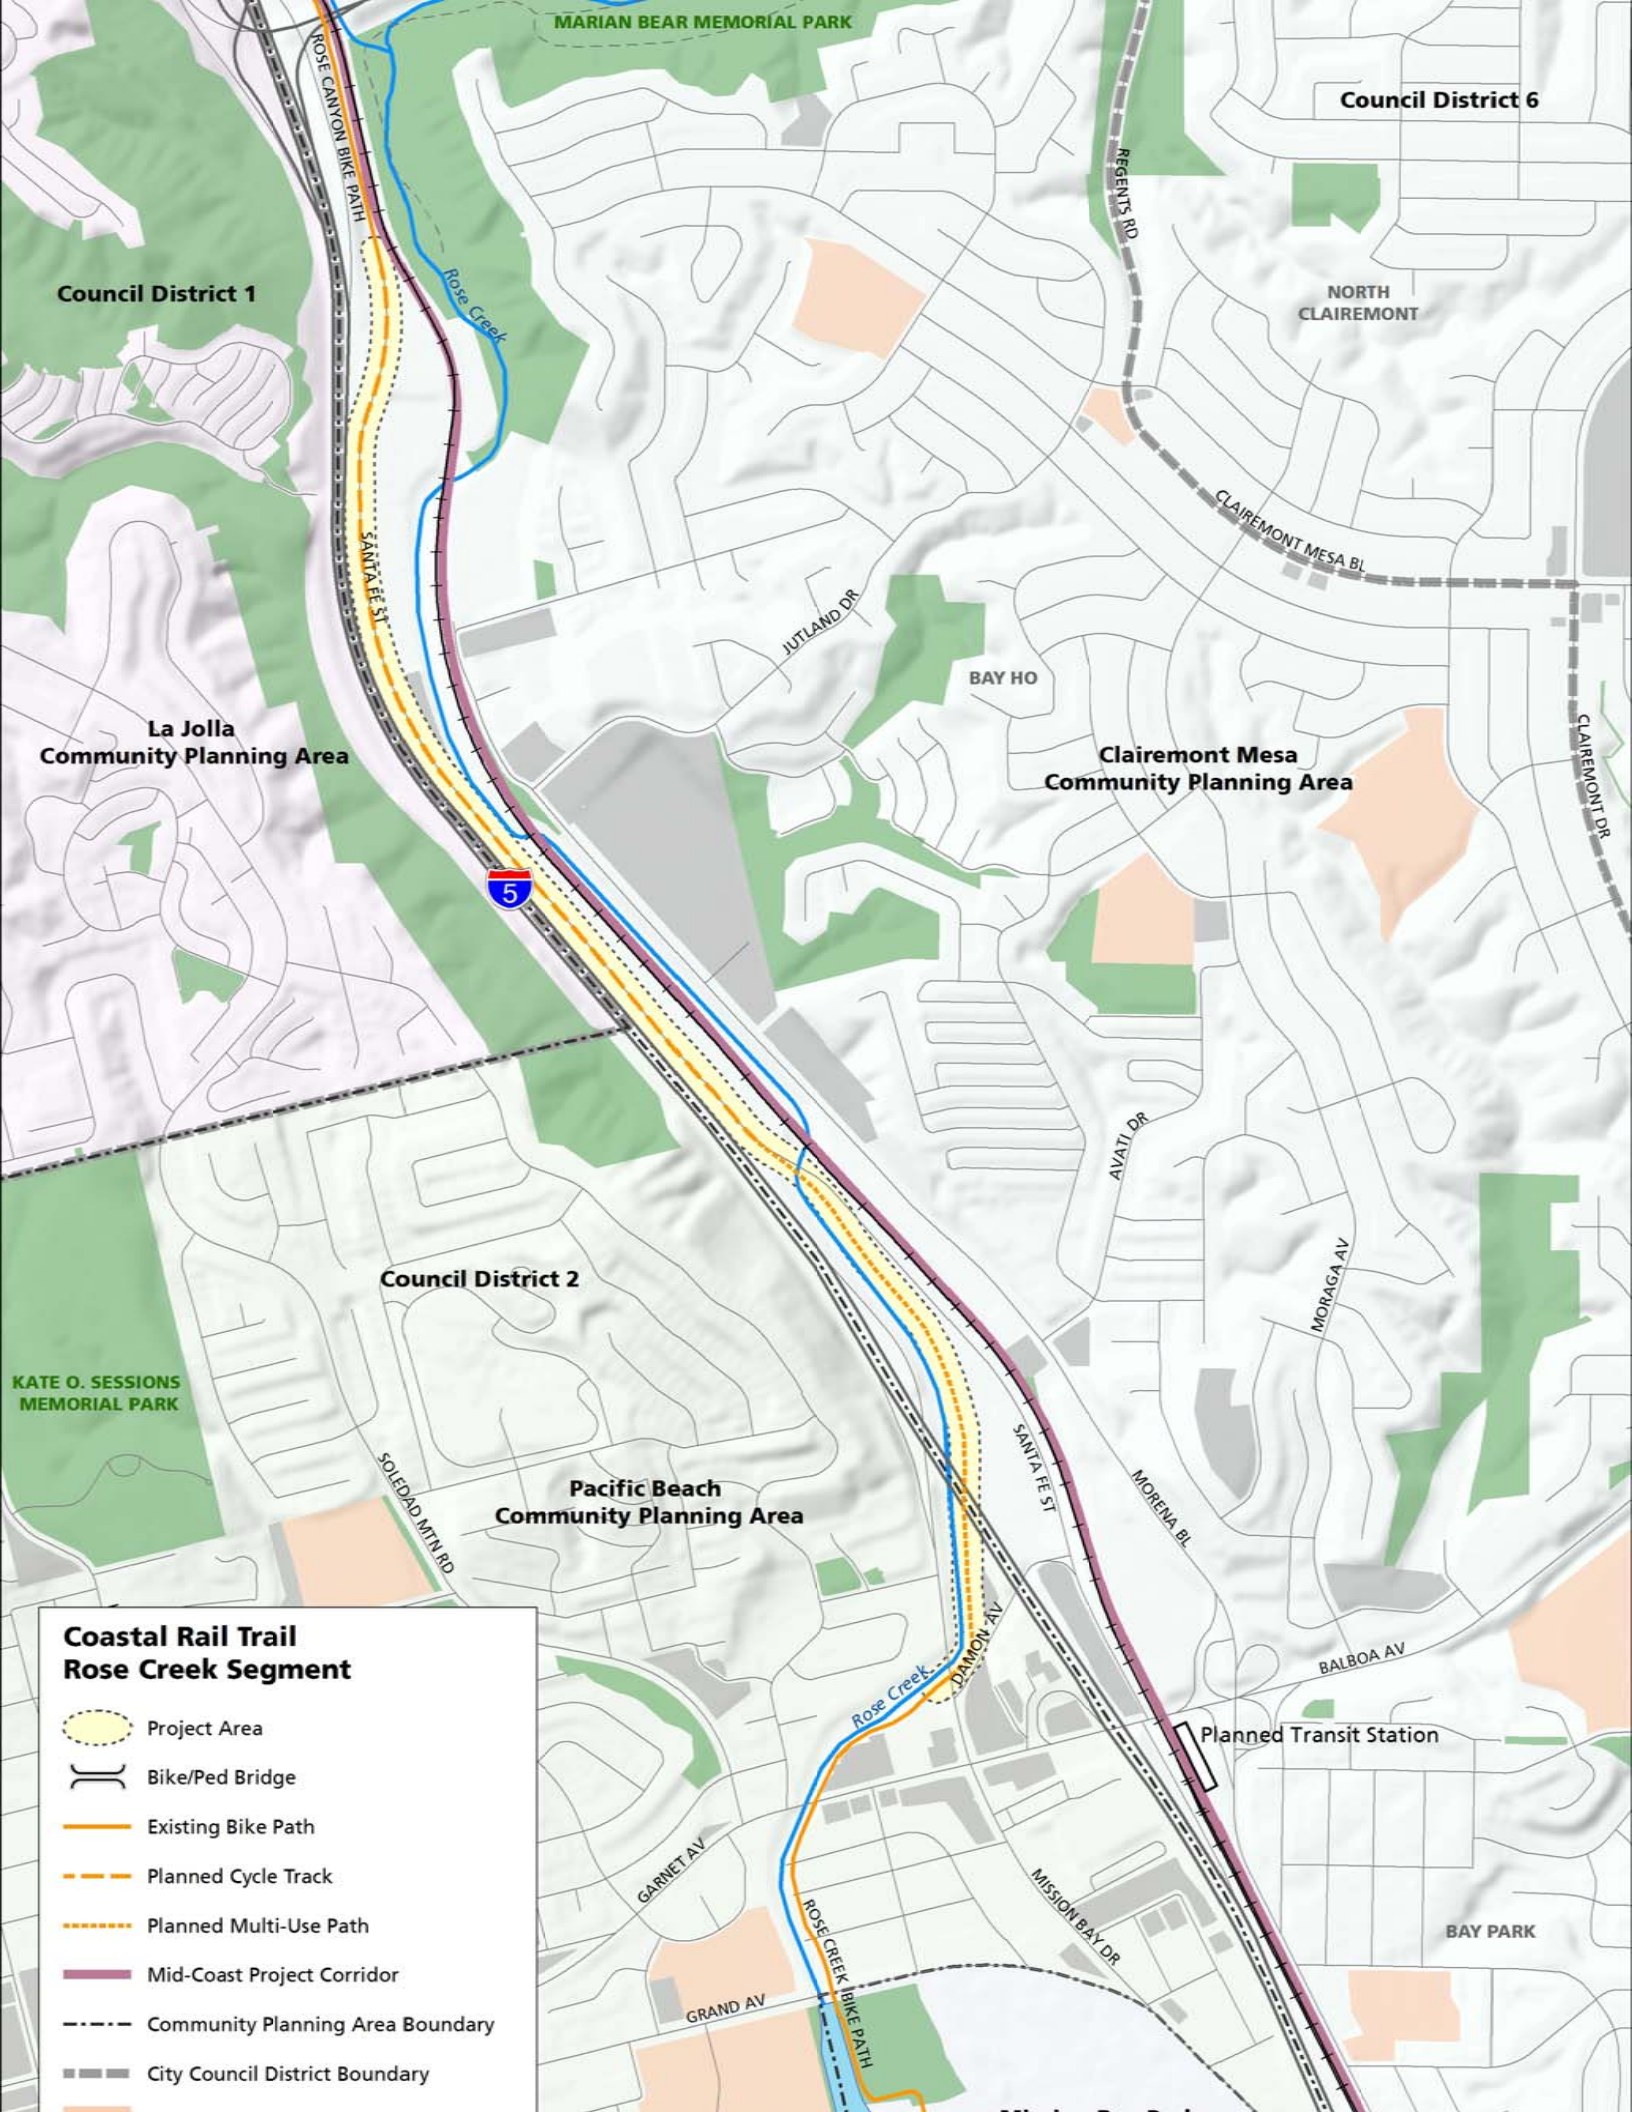 MARIAN BEAR MEMORIAL PARK
ROSE CANYON BIKE PATH
Council District 6
REGENTS RD
Rose Creek
Council District 1
NORTH
CLAIREMONT
CLAIREMONT MESA BL
SANTA FE ST
JUTLAND DR
BAY HO
La Jolla
Community Planning Area
Clairemont Mesa
Community Planning Area
CLAIREMONT DR
5
AVATI DR
Council District 2
MORAGA AV
KATE O. SESSIONS
MEMORIAL PARK
SOLEDAD MTN RD
SANTA FE ST
MORENA BL
Pacific Beach
Community Planning Area
DAMON AV
BALBOA AV
Rose Creek
Planned Transit Station
GARNET AV
MISSION BAY DR
ROSE CREEK BIKE PATH
BAY PARK
GRAND AV
Coastal Rail Trail
Rose Creek Segment
Project Area
Bike/Ped Bridge
Existing Bike Path
Planned Cycle Track
Planned Multi-Use Path
Mid-Coast Project Corridor
Community Planning Area Boundary
City Council District Boundary